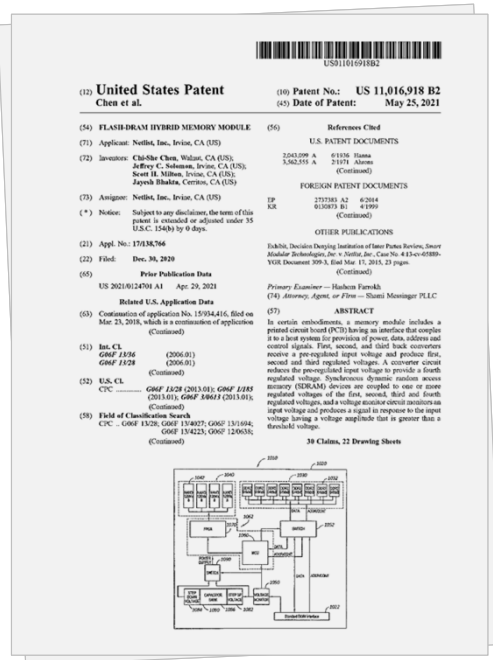 US011016918B2
(12) United States Patent
Chen et al.
(10) Patent No.: US 11,016,918 B2
(45) Date of Patent: May 25, 2021
(54) FLASH-DRAM HYBRID MEMORY MODULE
(71) Applicant: Netlist, Inc., Irvine, CA (US)
(72) Inventors: Chi-She Chen, Walnut, CA (US);
Jeffrey C. Solomon, Irvine, CA (US);
Scott H. Milton, Irvine, CA (US);
Jayesh Bhakta, Cerritos, CA (US)
(73) Assignee: Netlist, Inc., Irvine, CA (US)
( * ) Notice: Subject to any disclaimer, the term of this
patent is extended or adjusted under 35
U.S.C. 154(b) by 0 days.
(21) Appl. No.: 17/138,766
(22) Filed: Dec. 30, 2020
(65) Prior Publication Data
US 2021/0124701 A1 Apr. 29, 2021
Related U.S. Application Data
(63) Continuation of application No. 15/934,416, filed on
Mar. 23, 2018, which is a continuation of application
(Continued)
(51) Int. Cl.
G06F 13/36 (2006.01)
G06F 13/28 (2006.01)
(52) U.S. Cl.
CPC G06F 13/28 (2013.01); G06F 1/185
(2013.01); G06F 3/0613 (2013.01);
(Continued)
(58) Field of Classification Search
CPC .. G06F 13/28; G06F 13/4027; G06F 13/1694;
G06F 13/4223; G06F 12/0638;
(Continued)
(56) References Cited
U.S. PATENT DOCUMENTS
2,043,099 A 6/1936 Hanna
3,562,555 A 2/1971 Ahrons
(Continued)
FOREIGN PATENT DOCUMENTS
EP 2737383 A2 6/2014
KR 0130873 B1 4/1999
(Continued)
OTHER PUBLICATIONS
Exhibit, Decision Denying Institution of Inter Partes Review, Smart
Modular Technologies, Inc. v. Netlist, Inc., Case No. 4:13-cv-05889-
YGR Document 309-3, filed Mar. 17, 2015, 23 pages.
(Continued)
Primary Examiner — Hashem Farrokh
(74) Attorney, Agent, or Firm — Shami Messinger PLLC
(57) ABSTRACT
In certain embodiments, a memory module includes a
printed circuit board (PCB) having an interface that couples
it to a host system for provision of power, data, address and
control signals. First, second, and third buck converters
receive a pre-regulated input voltage and produce first,
second and third regulated voltages. A converter circuit
reduces the pre-regulated input voltage to provide a fourth
regulated voltage. Synchronous dynamic random access
memory (SDRAM) devices are coupled to one or more
regulated voltages of the first, second, third and fourth
regulated voltages, and a voltage monitor circuit monitors an
input voltage and produces a signal in response to the input
voltage having a voltage amplitude that is greater than a
threshold voltage.
30 Claims, 22 Drawing Sheets
FPGA
SWITCH
MCC
DATA
VOLTAGE
MONITOR